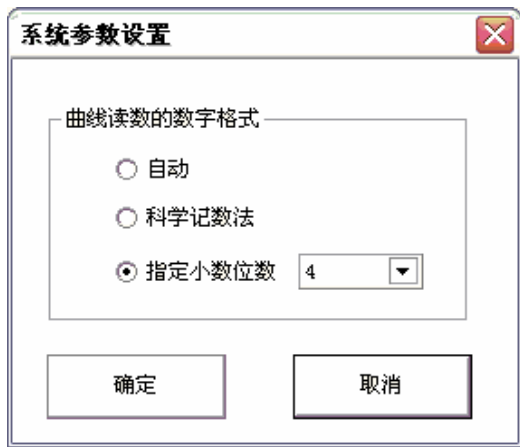 系统参数设置
曲线读数的数字格式
自动
科学记数法
指定小数位数 4
确定 取消